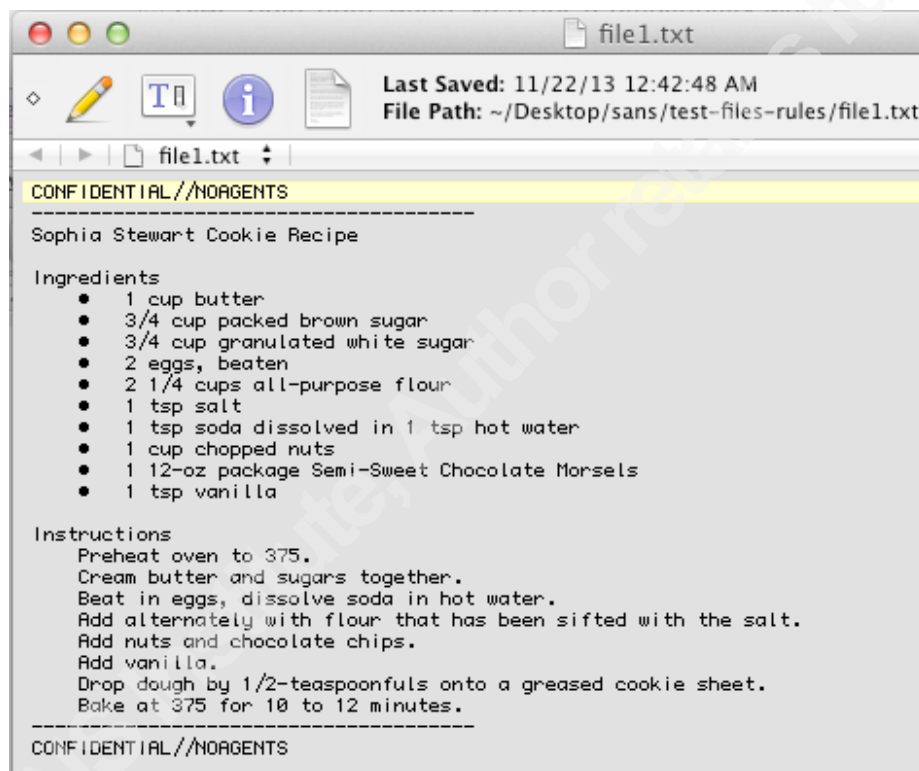 file1.txt
Last Saved: 11/22/13 12:42:48 AM
File Path: ~/Desktop/sans/test-files-rules/file1.txt
file1.txt
CONFIDENTIAL//NOAGENTS
----------------------------------------
Sophia Stewart Cookie Recipe
Ingredients
• 1 cup butter
• 3/4 cup packed brown sugar
• 3/4 cup granulated white sugar
• 2 eggs, beaten
• 2 1/4 cups all-purpose flour
• 1 tsp salt
• 1 tsp soda dissolved in 1 tsp hot water
• 1 cup chopped nuts
• 1 12-oz package Semi-Sweet Chocolate Morsels
• 1 tsp vanilla
Instructions
Preheat oven to 375.
Cream butter and sugars together.
Beat in eggs, dissolve soda in hot water.
Add alternately with flour that has been sifted with the salt.
Add nuts and chocolate chips.
Add vanilla.
Drop dough by 1/2-teaspoonfuls onto a greased cookie sheet.
Bake at 375 for 10 to 12 minutes.
----------------------------------------
CONFIDENTIAL//NOAGENTS